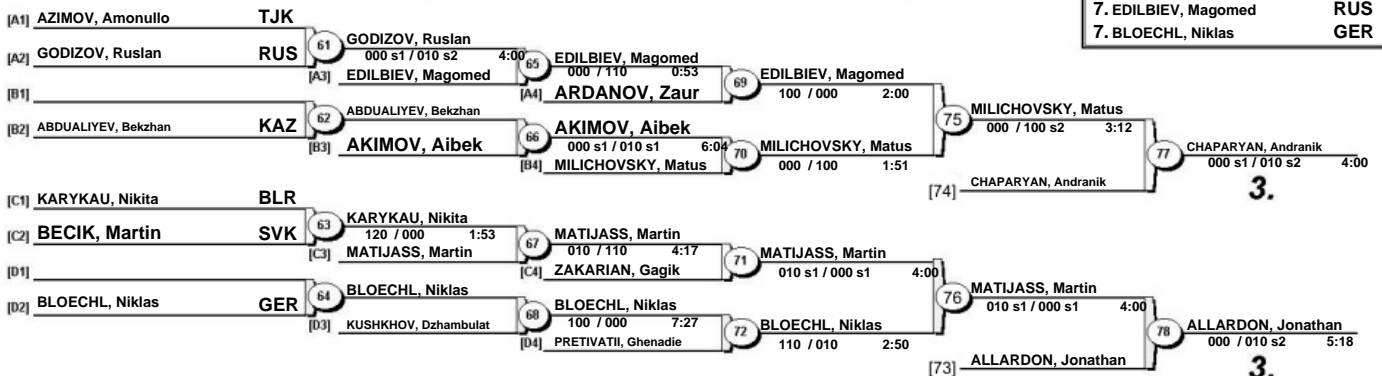 7. EDILBIEV, Magomed RUS
7. BLOECHL, Niklas GER
[A1] AZIMOV, Amonullo TJK
[A2] GODIZOV, Ruslan RUS
61 GODIZOV, Ruslan
000 s1 / 010 s2 4:00
[A3] EDILBIEV, Magomed
65 EDILBIEV, Magomed
000 / 110 0:53
[A4] ARDANOV, Zaur
69 EDILBIEV, Magomed
100 / 000 2:00
[B1]
[B2] ABDUALIYEV, Bekzhan KAZ
62 ABDUALIYEV, Bekzhan
[B3] AKIMOV, Aibek
66 AKIMOV, Aibek
000 s1 / 010 s1 6:04
[B4] MILICHOVSKY, Matus
70 MILICHOVSKY, Matus
000 / 100 1:51
75 MILICHOVSKY, Matus
000 / 100 s2 3:12
[74] CHAPARYAN, Andranik
77 CHAPARYAN, Andranik
000 s1 / 010 s2 4:00
3.
[C1] KARYKAU, Nikita BLR
[C2] BECIK, Martin SVK
63 KARYKAU, Nikita
120 / 000 1:53
[C3] MATIJASS, Martin
67 MATIJASS, Martin
010 / 110 4:17
[C4] ZAKARIAN, Gagik
71 MATIJASS, Martin
010 s1 / 000 s1 4:00
[D1]
[D2] BLOECHL, Niklas GER
64 BLOECHL, Niklas
[D3] KUSHKHOV, Dzhambulat
68 BLOECHL, Niklas
100 / 000 7:27
[D4] PRETIVATII, Ghenadie
72 BLOECHL, Niklas
110 / 010 2:50
76 MATIJASS, Martin
010 s1 / 000 s1 4:00
[73] ALLARDON, Jonathan
78 ALLARDON, Jonathan
000 / 010 s2 5:18
3.